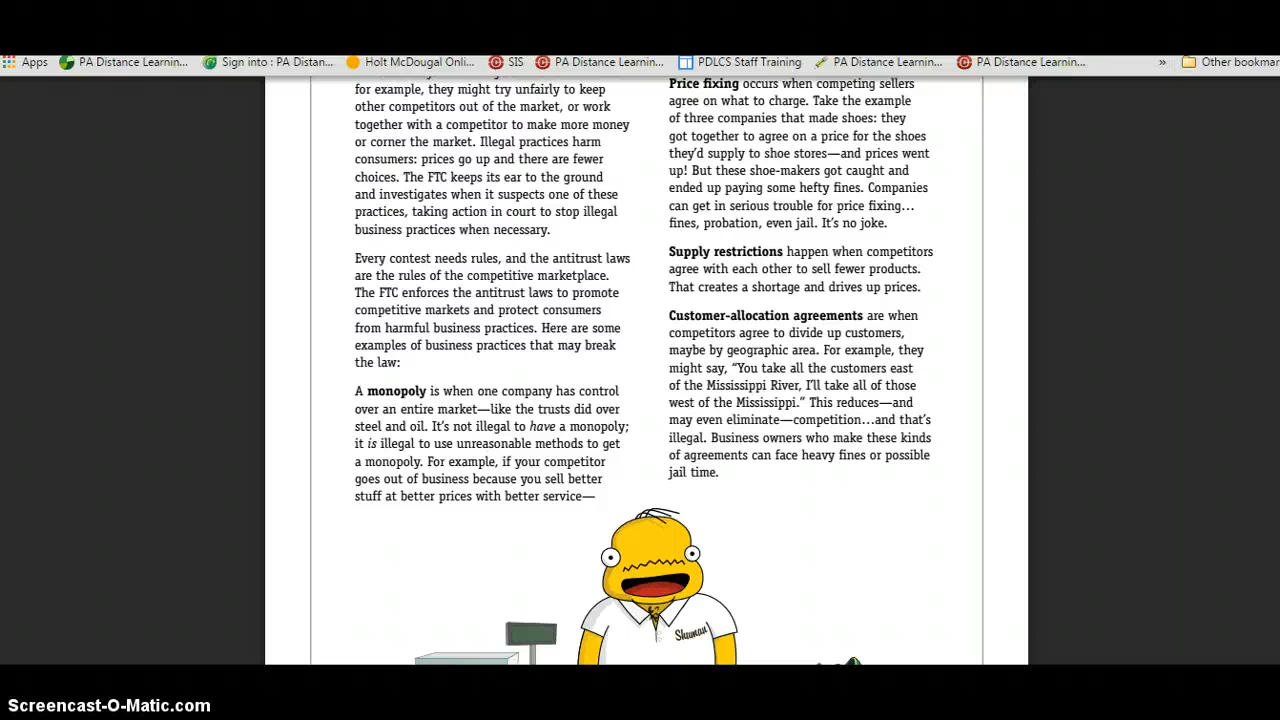 Apps PA Distance Learnin... Sign into : PA Distan... Holt McDougal Onli... SIS PA Distance Learnin... PDLCS Staff Training PA Distance Learnin... PA Distance Learnin... » Other bookmar
for example, they might try unfairly to keep
other competitors out of the market, or work
together with a competitor to make more money
or corner the market. Illegal practices harm
consumers: prices go up and there are fewer
choices. The FTC keeps its ear to the ground
and investigates when it suspects one of these
practices, taking action in court to stop illegal
business practices when necessary.
Every contest needs rules, and the antitrust laws
are the rules of the competitive marketplace.
The FTC enforces the antitrust laws to promote
competitive markets and protect consumers
from harmful business practices. Here are some
examples of business practices that may break
the law:
A monopoly is when one company has control
over an entire market—like the trusts did over
steel and oil. It's not illegal to have a monopoly;
it is illegal to use unreasonable methods to get
a monopoly. For example, if your competitor
goes out of business because you sell better
stuff at better prices with better service—
Price fixing occurs when competing sellers
agree on what to charge. Take the example
of three companies that made shoes: they
got together to agree on a price for the shoes
they'd supply to shoe stores—and prices went
up! But these shoe-makers got caught and
ended up paying some hefty fines. Companies
can get in serious trouble for price fixing…
fines, probation, even jail. It's no joke.
Supply restrictions happen when competitors
agree with each other to sell fewer products.
That creates a shortage and drives up prices.
Customer-allocation agreements are when
competitors agree to divide up customers,
maybe by geographic area. For example, they
might say, “You take all the customers east
of the Mississippi River, I'll take all of those
west of the Mississippi.” This reduces—and
may even eliminate—competition…and that's
illegal. Business owners who make these kinds
of agreements can face heavy fines or possible
jail time.
Shuman
Screencast-O-Matic.com